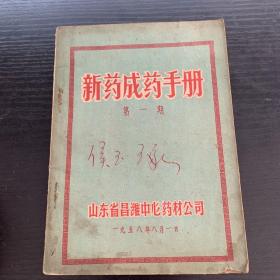 新药成药手册
第一期
山东省昌潍中心药材公司
一九五八年八月一日